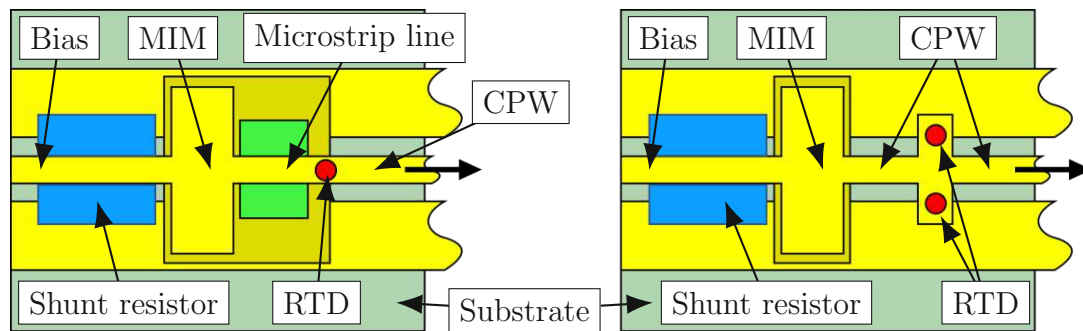 Bias
MIM
Microstrip line
CPW
Shunt resistor
RTD
Substrate
Bias
MIM
CPW
Shunt resistor
RTD